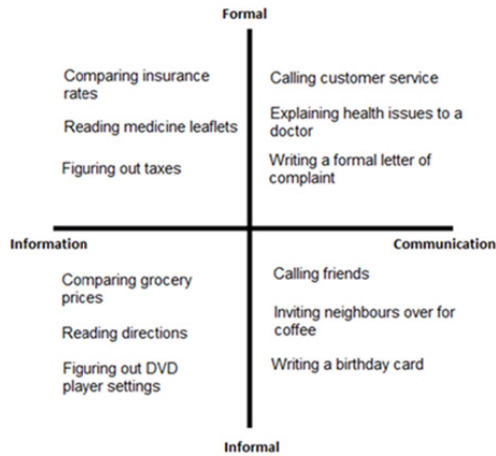 Formal
Comparing insurance
rates
Reading medicine leaflets
Figuring out taxes
Calling customer service
Explaining health issues to a
doctor
Writing a formal letter of
complaint
Information
Communication
Comparing grocery
prices
Reading directions
Figuring out DVD
player settings
Calling friends
Inviting neighbours over for
coffee
Writing a birthday card
Informal